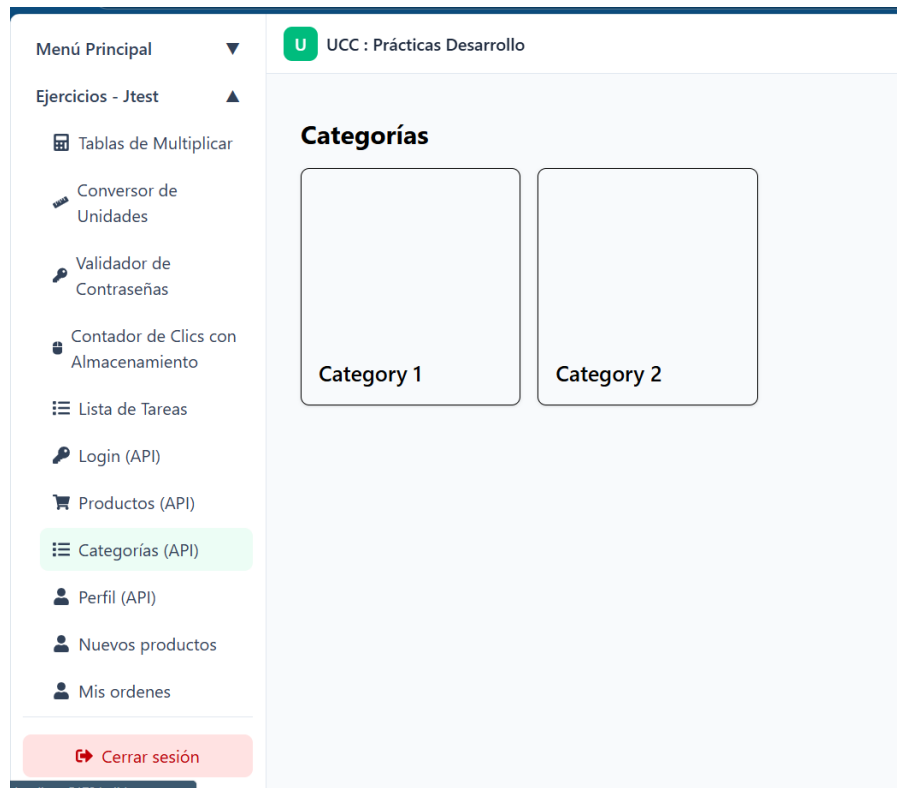 Menú Principal ▼
Ejercicios - Jtest ▲
Tablas de Multiplicar
Conversor de
Unidades
Validador de
Contraseñas
Contador de Clics con
Almacenamiento
Lista de Tareas
Login (API)
Productos (API)
Categorías (API)
Perfil (API)
Nuevos productos
Mis ordenes
Cerrar sesión
U UCC : Prácticas Desarrollo
Categorías
Category 1
Category 2